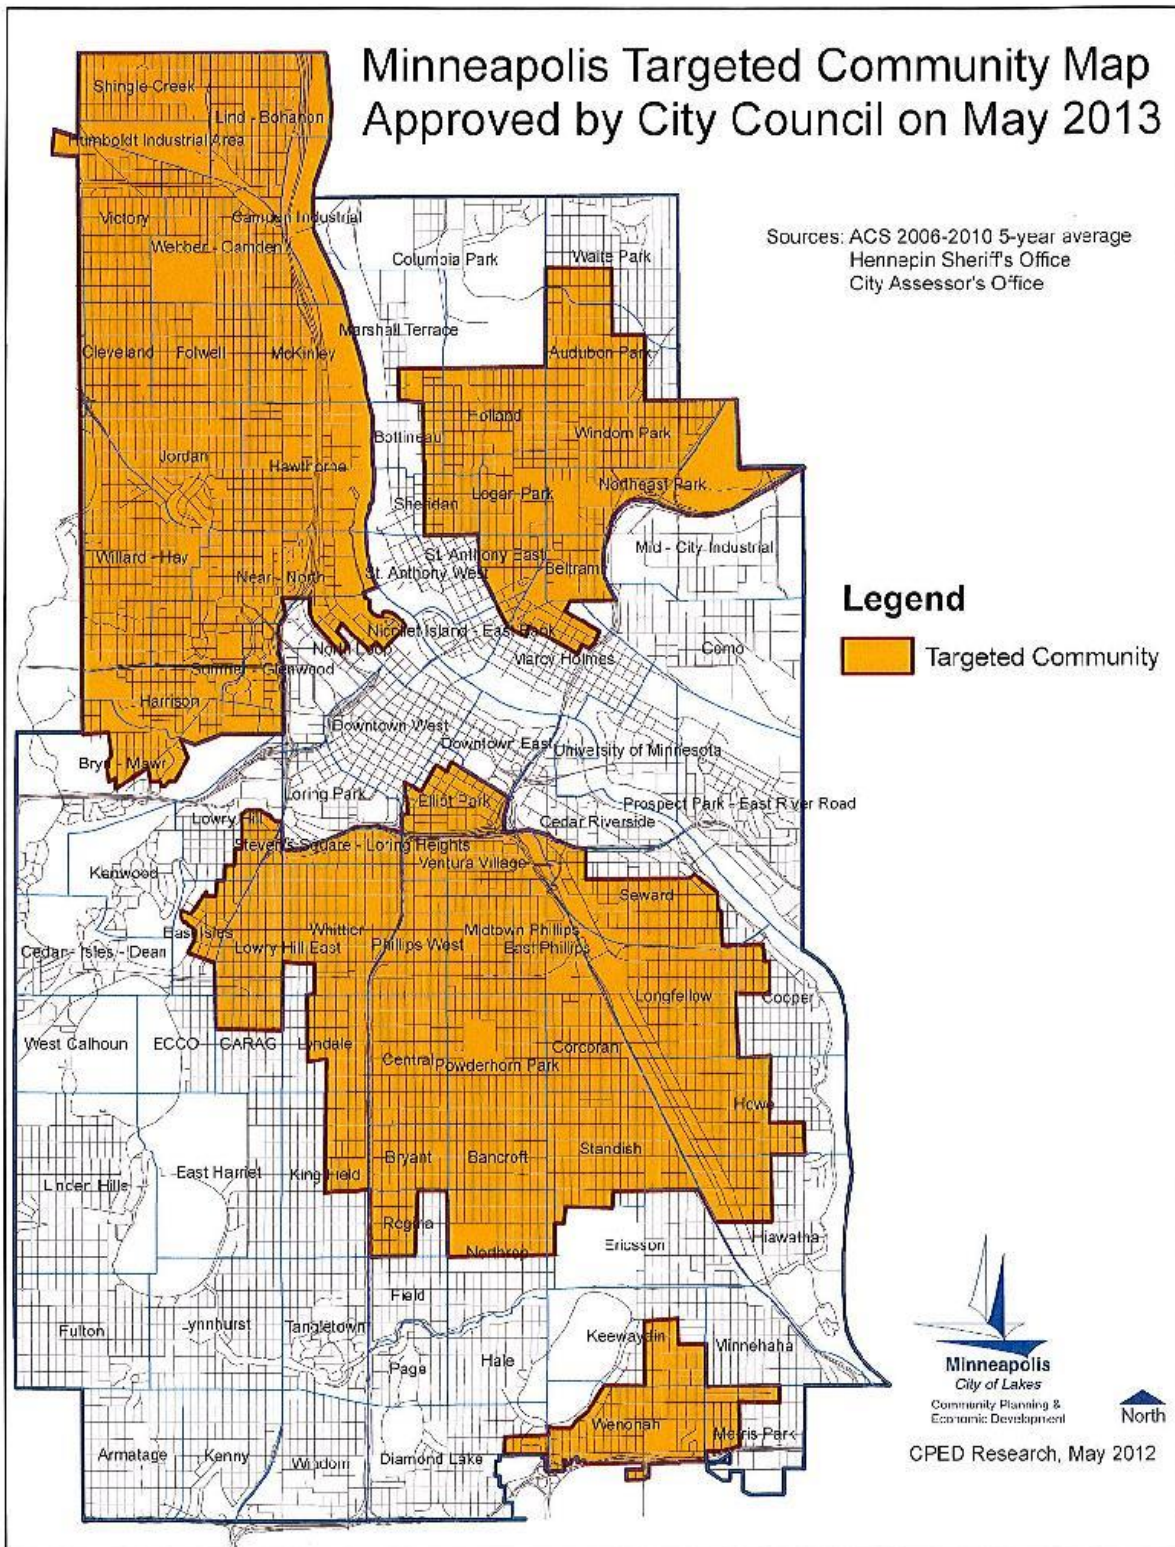 Minneapolis Targeted Community Map
Approved by City Council on May 2013
Sources: ACS 2006-2010 5-year average
Hennepin Sheriff's Office
City Assessor's Office
Shingle Creek
Lind - Bohanon
Humboldt Industrial Area
Victory
Camden Industrial
Webber - Camden
Columbia Park
Waite Park
Marshall Terrace
Cleveland
Folwell
McKinley
Audubon Park
Holland
Bottineau
Windom Park
Jordan
Hawthorne
Logan Park
Northeast Park
Sheridan
Willard - Hay
Near - North
St. Anthony East
St. Anthony West
Beltrami
Mid - City Industrial
Nicollet Island - East Bank
North Loop
Marcy Holmes
Como
Sumner - Glenwood
Harrison
Downtown West
Downtown East
University of Minnesota
Bryn - Mawr
Loring Park
Elliot Park
Prospect Park - East River Road
Cedar Riverside
Lowry Hill
Steven's Square - Loring Heights
Ventura Village
Kenwood
Seward
East Isles
Whittier
Midtown Phillips
Cedar - Isles - Dean
Lowry Hill East
Phillips West
East Phillips
Longfellow
Cooper
West Calhoun
ECCO
CARAG
Lyndale
Central
Powderhorn Park
Corcoran
Howe
Linden Hills
East Harriet
King Field
Bryant
Bancroft
Standish
Regina
Northrop
Ericsson
Hiawatha
Field
Fulton
Lynnhurst
Tangletown
Keewaydin
Minnehaha
Page
Hale
Wenonah
Morris Park
Armatage
Kenny
Windom
Diamond Lake
Legend
Targeted Community
Minneapolis
City of Lakes
Community Planning &
Economic Development
North
CPED Research, May 2012